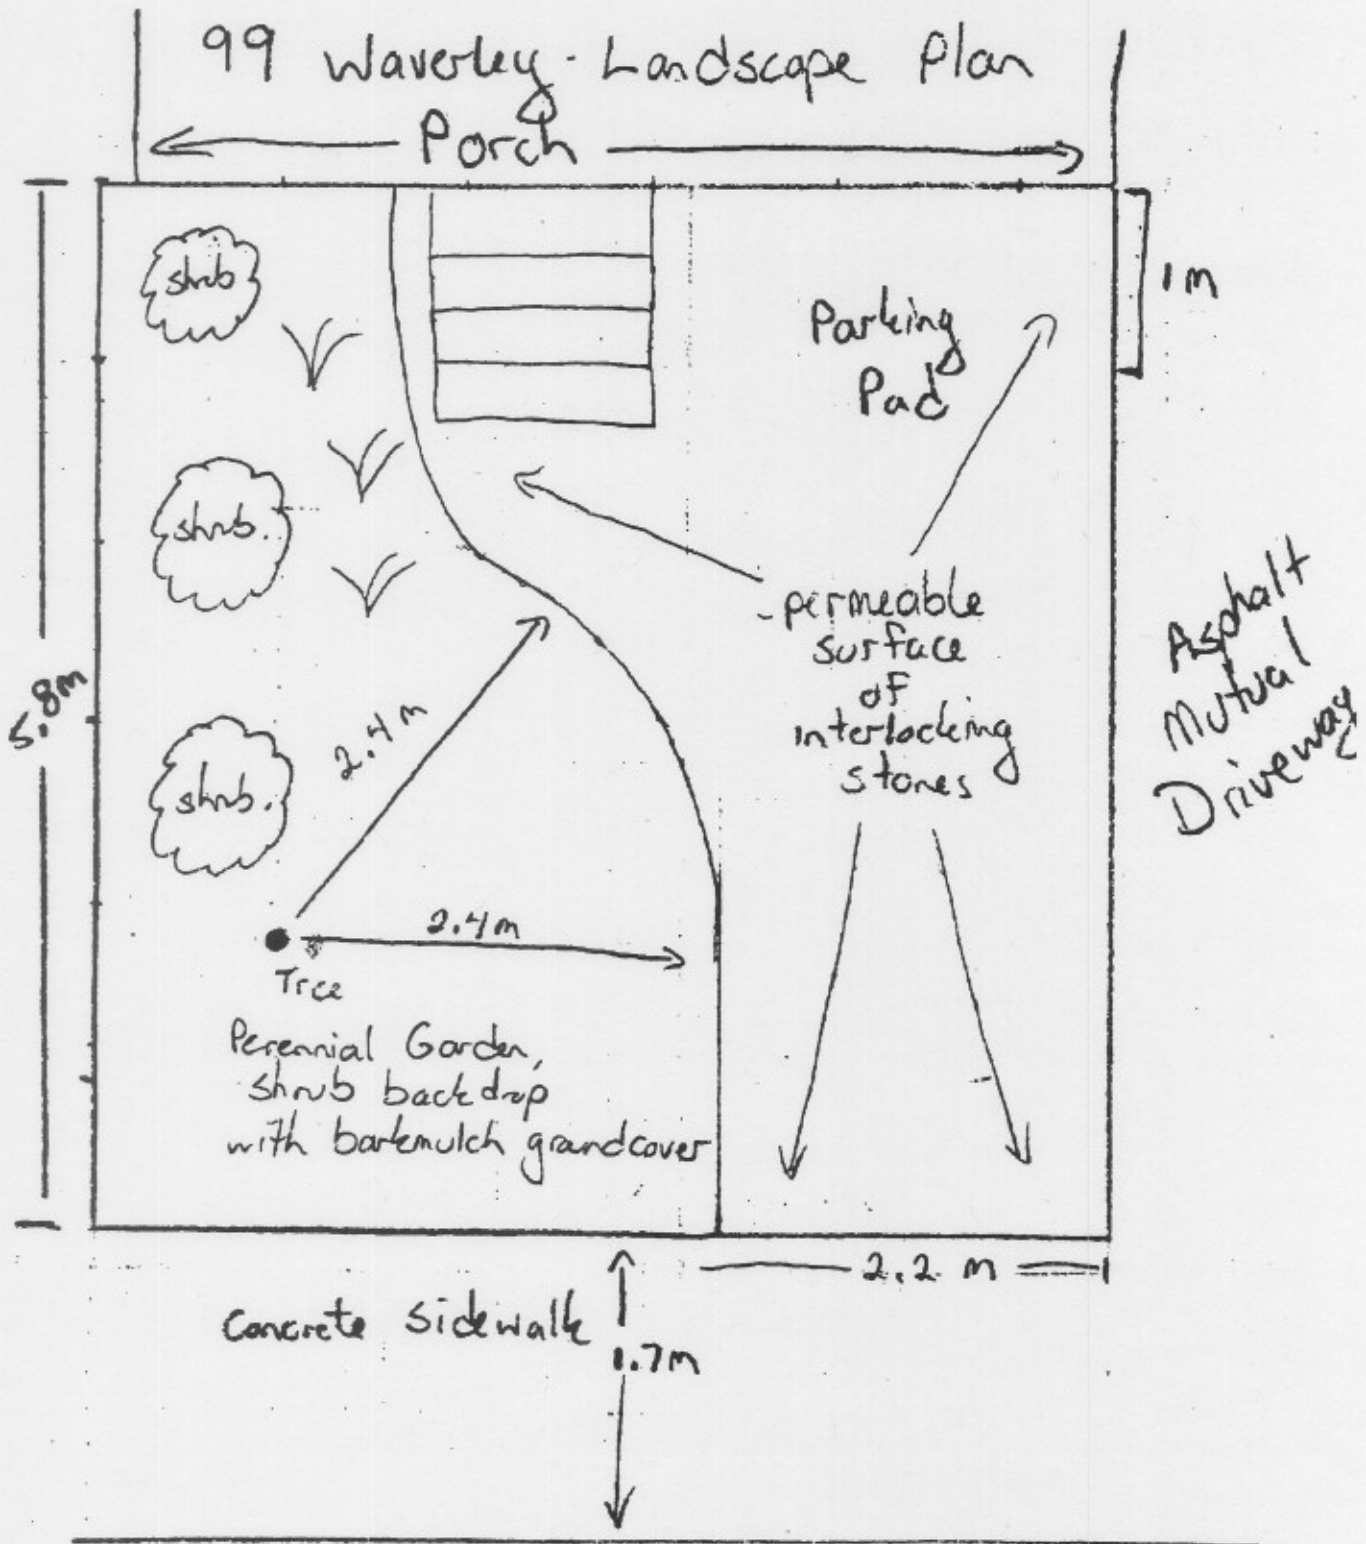 99 Waverley - Landscape Plan
Porch
shrub
1m
Parking
Pad
shrub.
permeable
surface
of
interlocking
stones
Asphalt
Mutual
Driveway
5.8m
2.4m
shrub.
2.4m
Tree
Perennial Garden,
shrub backdrop
with barkmulch groundcover
2.2 m
Concrete Sidewalk
1.7m